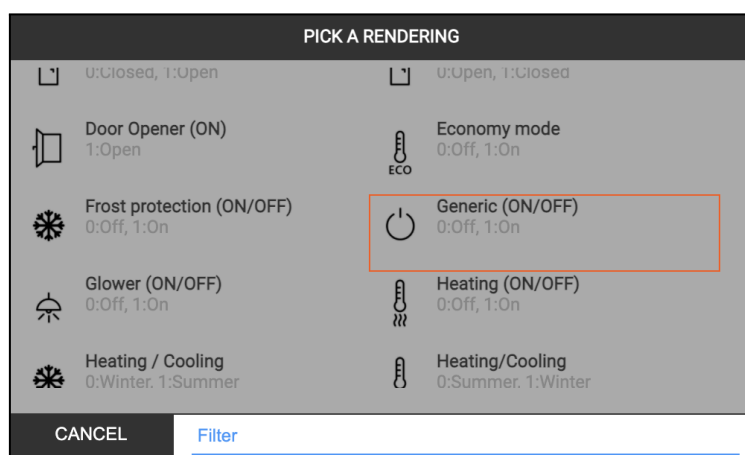 PICK A RENDERING
0:Closed, 1:Open
0:Open, 1:Closed
Door Opener (ON)
1:Open
Economy mode
0:Off, 1:On
ECO
Frost protection (ON/OFF)
0:Off, 1:On
Generic (ON/OFF)
0:Off, 1:On
Glower (ON/OFF)
0:Off, 1:On
Heating (ON/OFF)
0:Off, 1:On
Heating / Cooling
0:Winter. 1:Summer
Heating/Cooling
0:Summer. 1:Winter
CANCEL
Filter